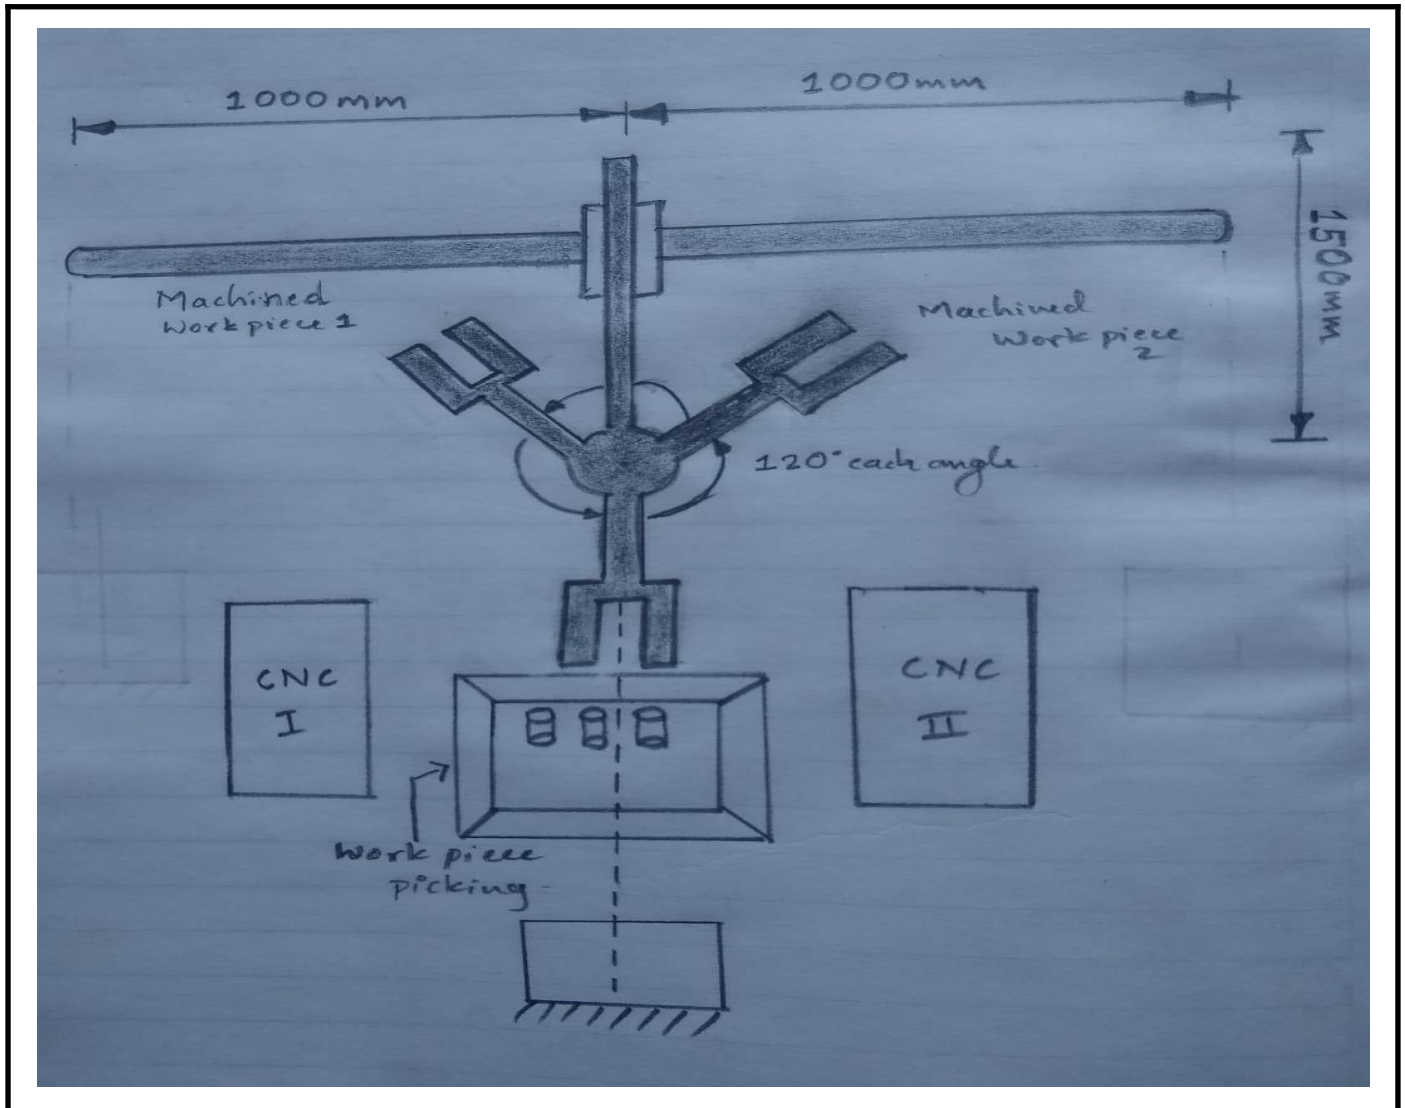 1000mm
1000mm
1500mm
Machined
Work piece 1
Machined
Work piece
2
120° each angle.
CNC
I
CNC
II
Work piece
picking